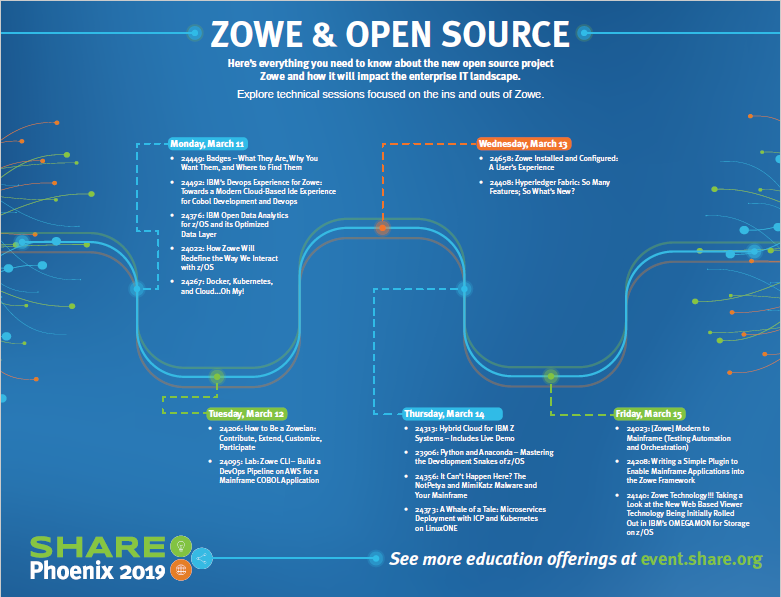 ZOWE & OPEN SOURCE
Here's everything you need to know about the new open source project
Zowe and how it will impact the enterprise IT landscape.
Explore technical sessions focused on the ins and outs of Zowe.
Monday, March 11
• 24449: Badges – What They Are, Why You
Want Them, and Where to Find Them
• 24492: IBM's Devops Experience for Zowe:
Towards a Modern Cloud-Based Ide Experience
for Cobol Development and Devops
• 24376: IBM Open Data Analytics
for z/OS and its Optimized
Data Layer
• 24022: How Zowe Will
Redefine the Way We Interact
with z/OS
• 24267: Docker, Kubernetes,
and Cloud...Oh My!
Wednesday, March 13
• 24658: Zowe Installed and Configured:
A User's Experience
• 24408: Hyperledger Fabric: So Many
Features; So What's New?
Tuesday, March 12
• 24206: How to Be a Zoweian:
Contribute, Extend, Customize,
Participate
• 24095: Lab: Zowe CLI – Build a
DevOps Pipeline on AWS for a
Mainframe COBOL Application
Thursday, March 14
• 24313: Hybrid Cloud for IBM Z
Systems – Includes Live Demo
• 23906: Python and Anaconda – Mastering
the Development Snakes of z/OS
• 24356: It Can't Happen Here? The
NotPetya and MimiKatz Malware and
Your Mainframe
• 24373: A Whale of a Tale: Microservices
Deployment with ICP and Kubernetes
on LinuxONE
Friday, March 15
• 24023: [Zowe] Modern to
Mainframe (Testing Automation
and Orchestration)
• 24208: Writing a Simple Plugin to
Enable Mainframe Applications into
the Zowe Framework
• 24140: Zowe Technology!!! Taking a
Look at the New Web Based Viewer
Technology Being Initially Rolled
Out in IBM's OMEGAMON for Storage
on z/OS
SHARE
Phoenix 2019
See more education offerings at event.share.org